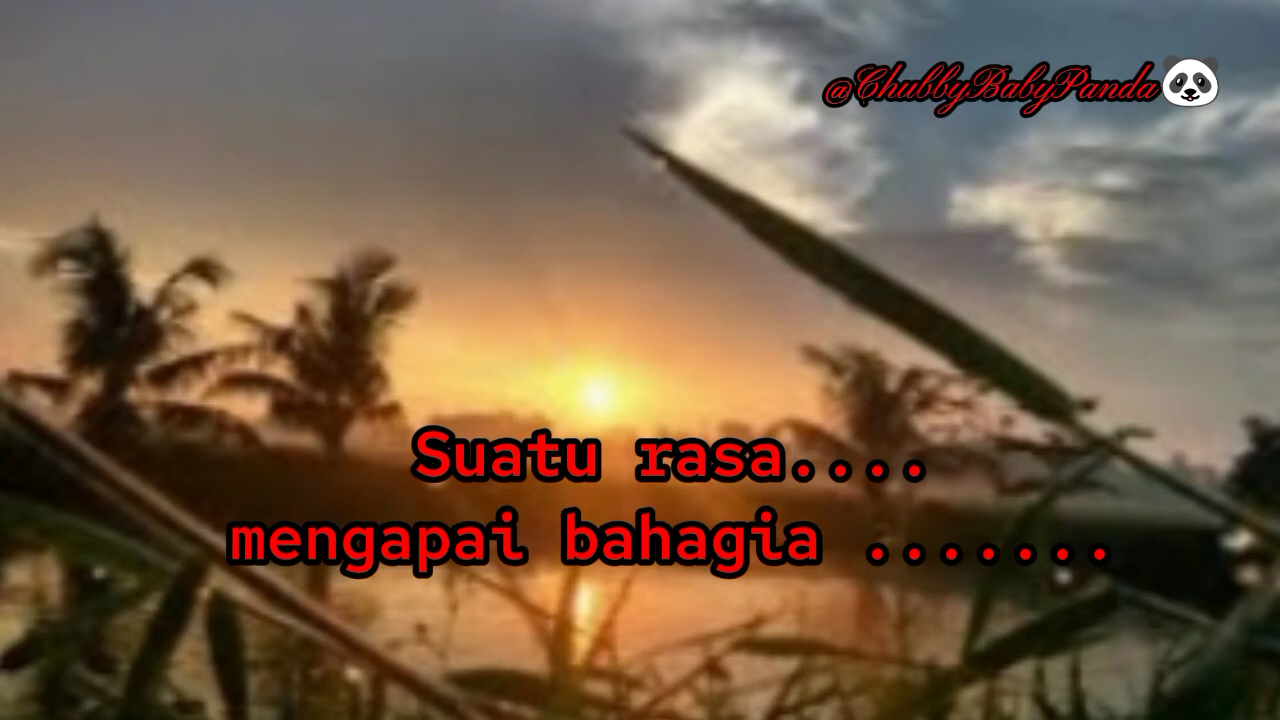 @ChubbyBabyPanda🐼
Suatu rasa....
mengapai bahagia .......